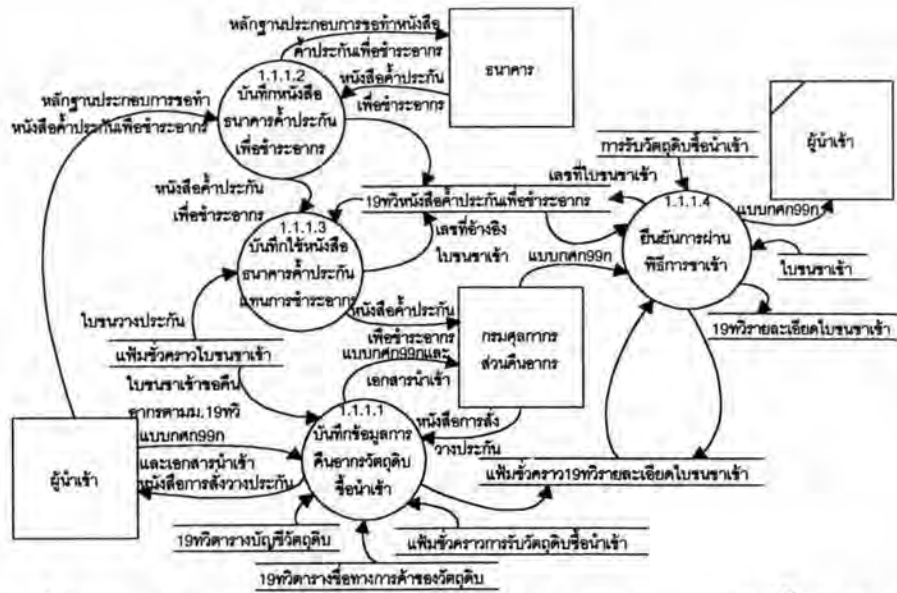 หลักฐานประกอบการขอทำหนังสือ
ค้ำประกันเพื่อชำระอากร
ธนาคาร
1.1.1.2
บันทึกหนังสือ
ธนาคารค้ำประกัน
เพื่อชำระอากร
หนังสือค้ำประกัน
เพื่อชำระอากร
หลักฐานประกอบการขอทำ
หนังสือค้ำประกันเพื่อชำระอากร
การรับวัตถุดิบซื้อนำเข้า
ผู้นำเข้า
เลขที่ใบขนขาเข้า
หนังสือค้ำประกัน
เพื่อชำระอากร
19ทวิหนังสือค้ำประกันเพื่อชำระอากร
1.1.1.4
ยืนยันการผ่าน
พิธีการขาเข้า
แบบกศก99ก
1.1.1.3
บันทึกใช้หนังสือ
ธนาคารค้ำประกัน
แทนการชำระอากร
เลขที่อ้างอิง
ใบขนขาเข้า
แบบกศก99ก
ใบขนขาเข้า
ใบขนวางประกัน
หนังสือค้ำประกัน
เพื่อชำระอากร
กรมศุลกากร
ส่วนคืนอากร
19ทวิรายละเอียดใบขนขาเข้า
แฟ้มชั่วคราวใบขนขาเข้า
แบบกศก99กและ
เอกสารนำเข้า
ใบขนขาเข้าขอคืน
อากรตามม.19ทวิ
1.1.1.1
บันทึกข้อมูลการ
คืนอากรวัตถุดิบ
ซื้อนำเข้า
หนังสือการสั่ง
วางประกัน
แบบกศก99ก
และเอกสารนำเข้า
หนังสือการสั่งวางประกัน
ผู้นำเข้า
แฟ้มชั่วคราว19ทวิรายละเอียดใบขนขาเข้า
19ทวิตารางบัญชีวัตถุดิบ
แฟ้มชั่วคราวการรับวัตถุดิบซื้อนำเข้า
19ทวิตารางชื่อทางการค้าของวัตถุดิบ